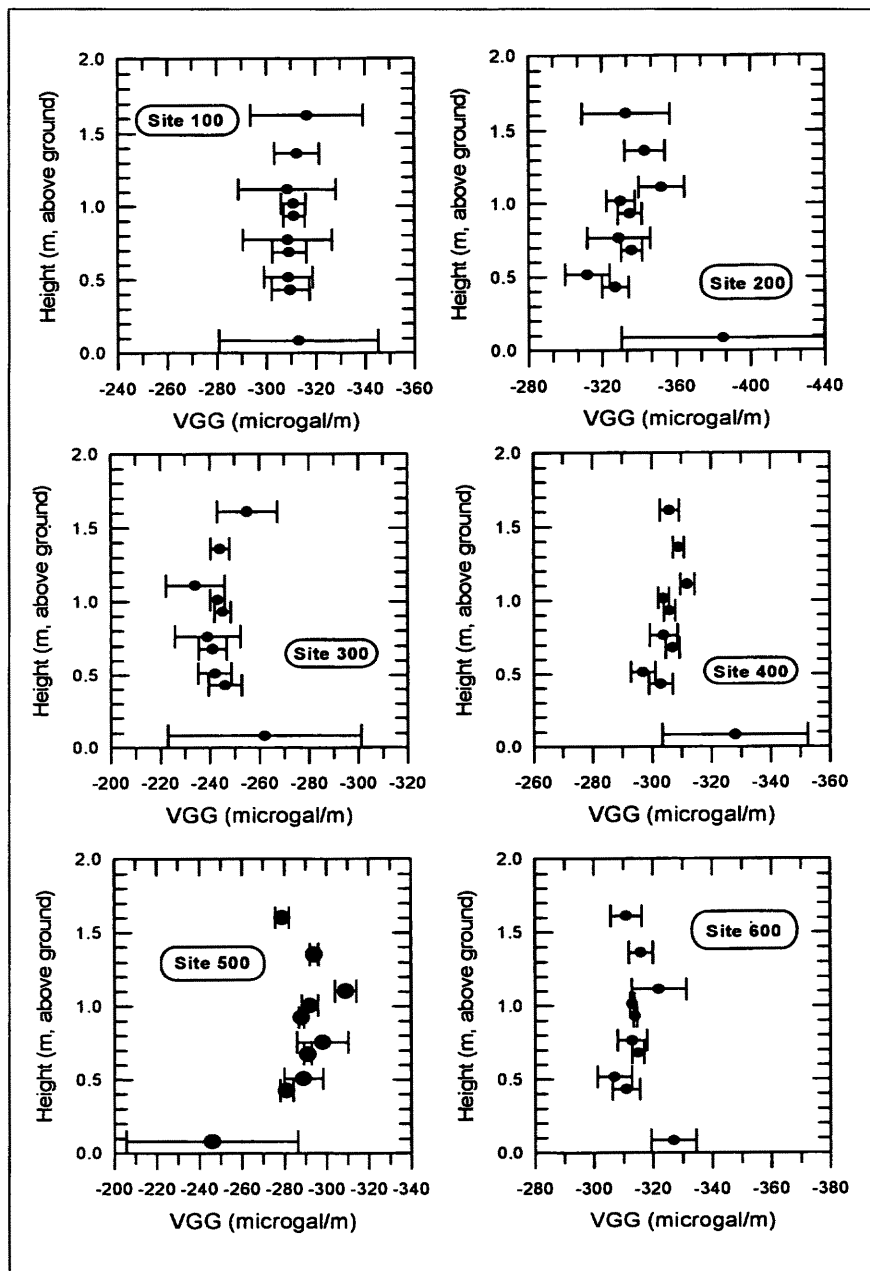 Height (m, above ground)
2.0
1.5
1.0
0.5
0.0
Site 100
-240 -260 -280 -300 -320 -340 -360
VGG (microgal/m)
Height (m, above ground)
2.0
1.5
1.0
0.5
0.0
Site 200
-280 -320 -360 -400 -440
VGG (microgal/m)
Height (m, above ground)
2.0
1.5
1.0
0.5
0.0
Site 300
-200 -220 -240 -260 -280 -300 -320
VGG (microgal/m)
Height (m, above ground)
2.0
1.5
1.0
0.5
0.0
Site 400
-260 -280 -300 -320 -340 -360
VGG (microgal/m)
Height (m, above ground)
2.0
1.5
1.0
0.5
0.0
Site 500
-200 -220 -240 -260 -280 -300 -320 -340
VGG (microgal/m)
Height (m, above ground)
2.0
1.5
1.0
0.5
0.0
Site 600
-280 -300 -320 -340 -360 -380
VGG (microgal/m)